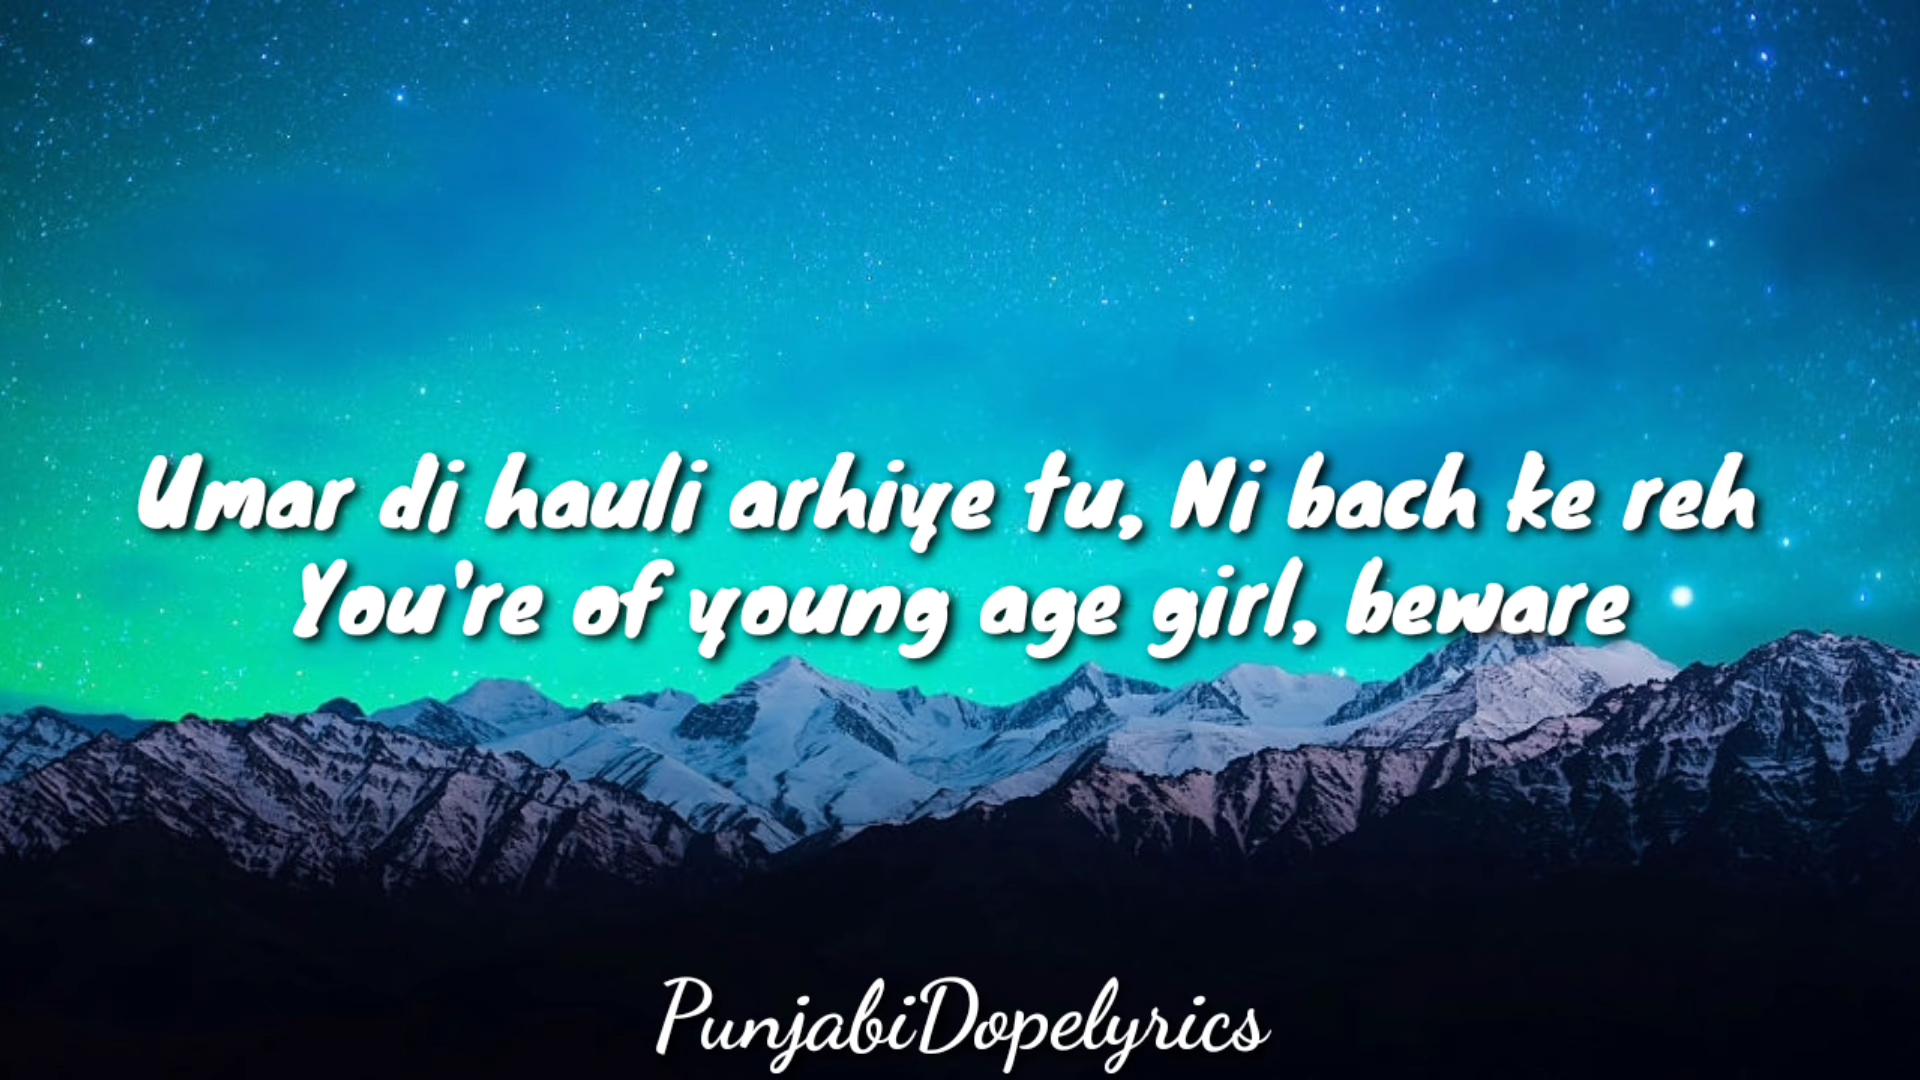 Umar di hauli arhiye tu, Ni bach ke reh
You're of young age girl, beware
PunjabiDopelyrics